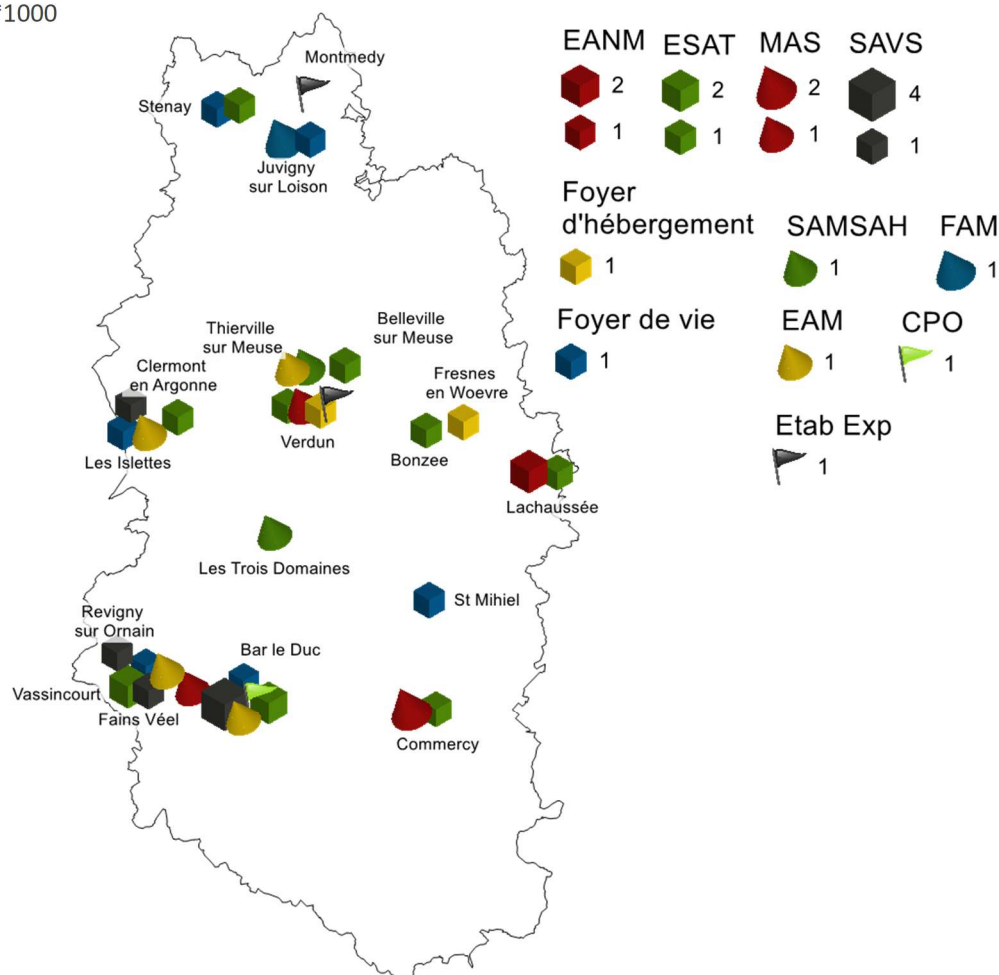 *1000
Montmedy
Stenay
Juvigny
sur Loison
Thierville
sur Meuse
Belleville
sur Meuse
Clermont
en Argonne
Fresnes
en Woevre
Les Islettes
Verdun
Bonzee
Lachaussée
Les Trois Domaines
St Mihiel
Revigny
sur Ornain
Bar le Duc
Vassincourt
Fains Véel
Commercy
EANM ESAT MAS SAVS
2 2 2 4
1 1 1 1
Foyer
d'hébergement SAMSAH FAM
1 1 1
Foyer de vie EAM CPO
1 1 1
Etab Exp
1